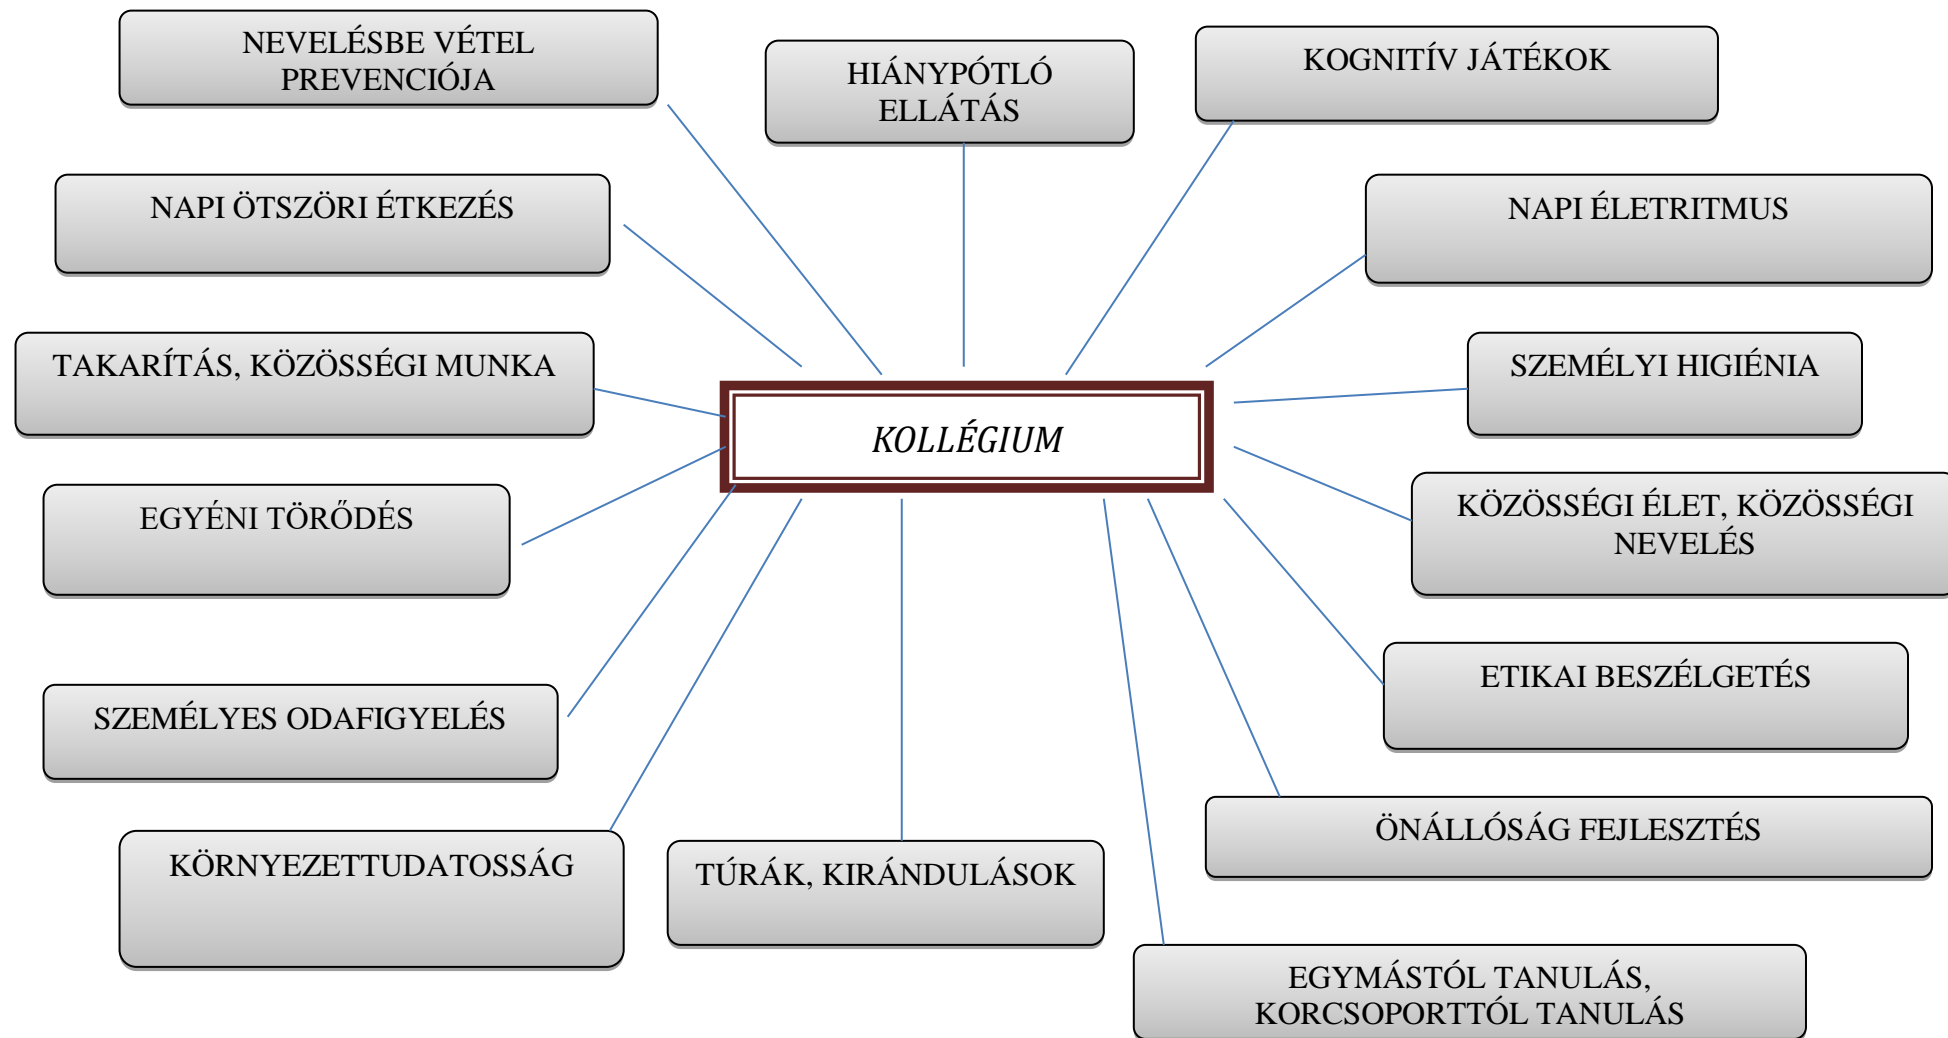 NEVELÉSBE VÉTEL
PREVENCIÓJA
HIÁNYPÓTLÓ
ELLÁTÁS
KOGNITÍV JÁTÉKOK
NAPI ÖTSZÖRI ÉTKEZÉS
NAPI ÉLETRITMUS
TAKARÍTÁS, KÖZÖSSÉGI MUNKA
SZEMÉLYI HIGIÉNIA
KOLLÉGIUM
EGYÉNI TÖRŐDÉS
KÖZÖSSÉGI ÉLET, KÖZÖSSÉGI
NEVELÉS
SZEMÉLYES ODAFIGYELÉS
ETIKAI BESZÉLGETÉS
KÖRNYEZETTUDATOSSÁG
TÚRÁK, KIRÁNDULÁSOK
ÖNÁLLÓSÁG FEJLESZTÉS
EGYMÁSTÓL TANULÁS,
KORCSOPORTTÓL TANULÁS